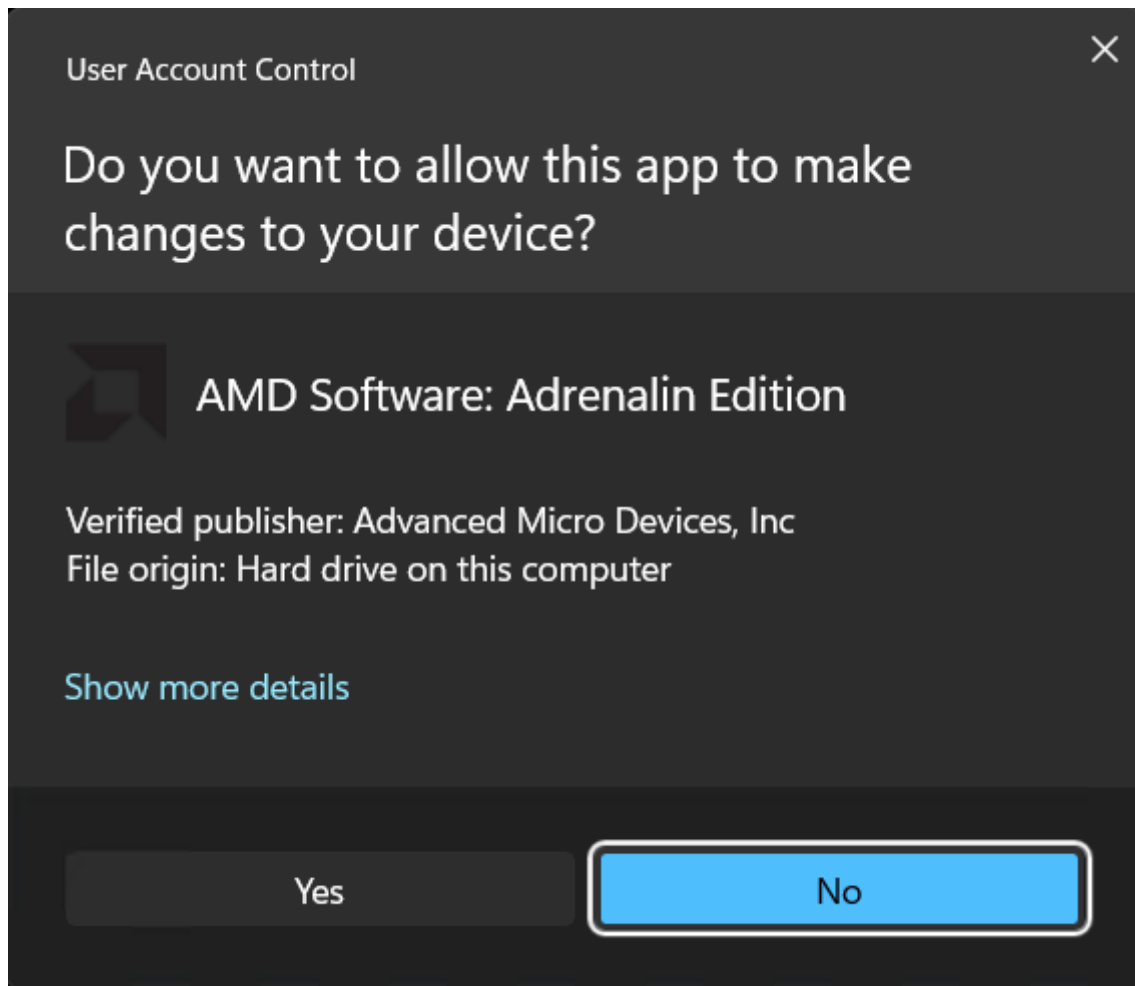 User Account Control
Do you want to allow this app to make
changes to your device?
AMD Software: Adrenalin Edition
Verified publisher: Advanced Micro Devices, Inc
File origin: Hard drive on this computer
Show more details
Yes
No